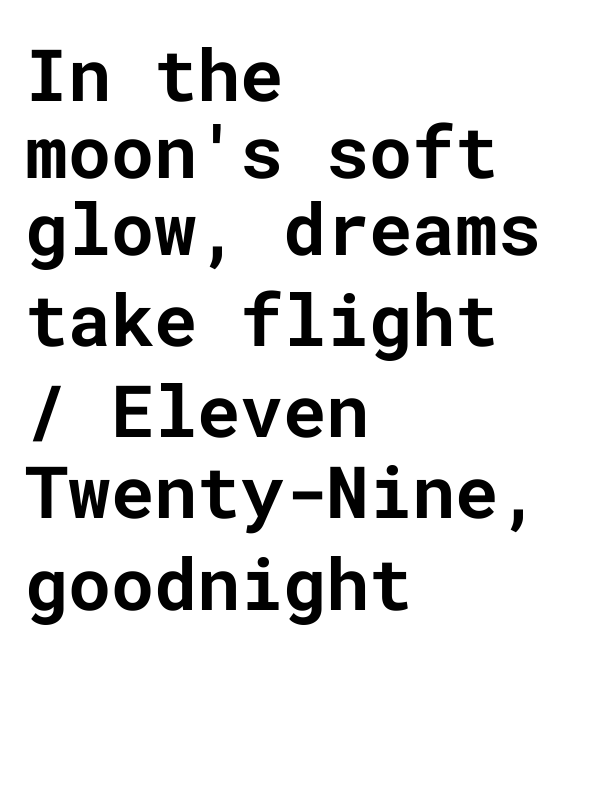 In the
moon's soft
glow, dreams
take flight
/ Eleven
Twenty-Nine,
goodnight